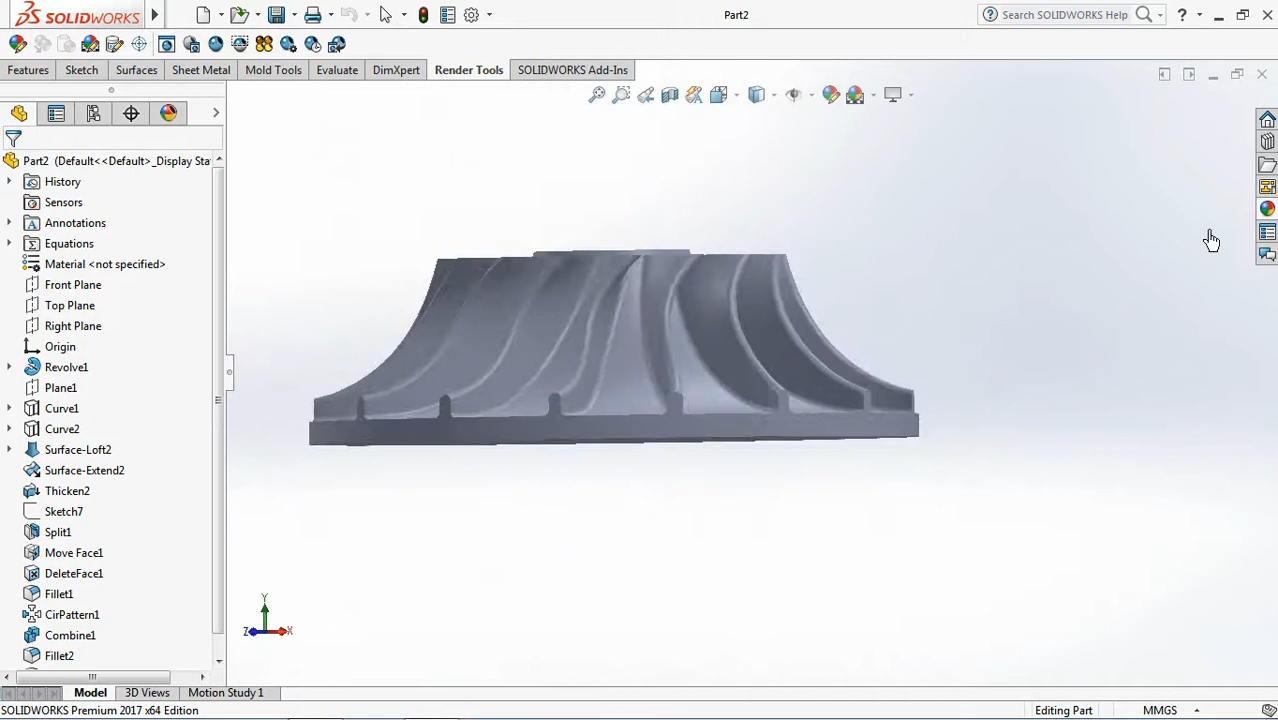 SOLIDWORKS
Part2
Search SOLIDWORKS Help
?
Features
Sketch
Surfaces
Sheet Metal
Mold Tools
Evaluate
DimXpert
Render Tools
SOLIDWORKS Add-Ins
Part2 (Default<<Default>_Display Sta
History
Sensors
Annotations
Equations
Material <not specified>
Front Plane
Top Plane
Right Plane
Origin
Revolve1
Plane1
Curve1
Curve2
Surface-Loft2
Surface-Extend2
Thicken2
Sketch7
Split1
Move Face1
DeleteFace1
Fillet1
CirPattern1
Combine1
Fillet2
Y
Z
X
Model
3D Views
Motion Study 1
SOLIDWORKS Premium 2017 x64 Edition
Editing Part
MMGS